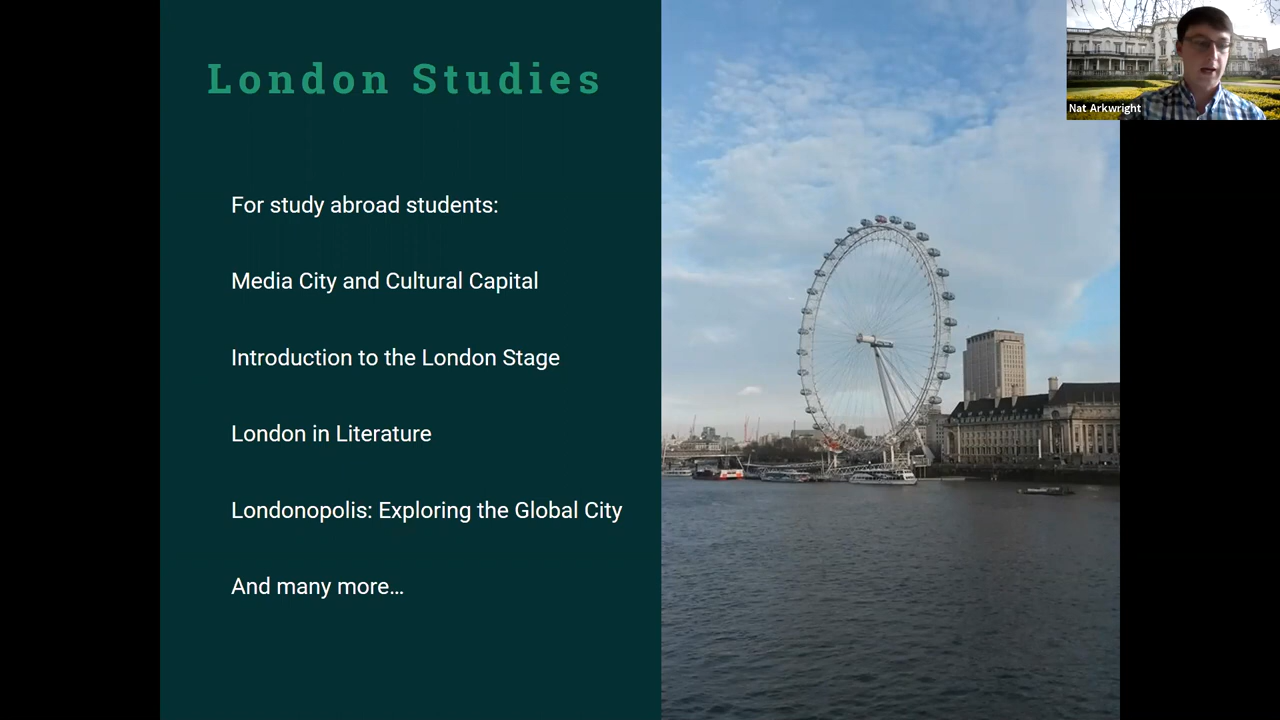 London Studies
For study abroad students:
Media City and Cultural Capital
Introduction to the London Stage
London in Literature
Londonopolis: Exploring the Global City
And many more…
Nat Arkwright